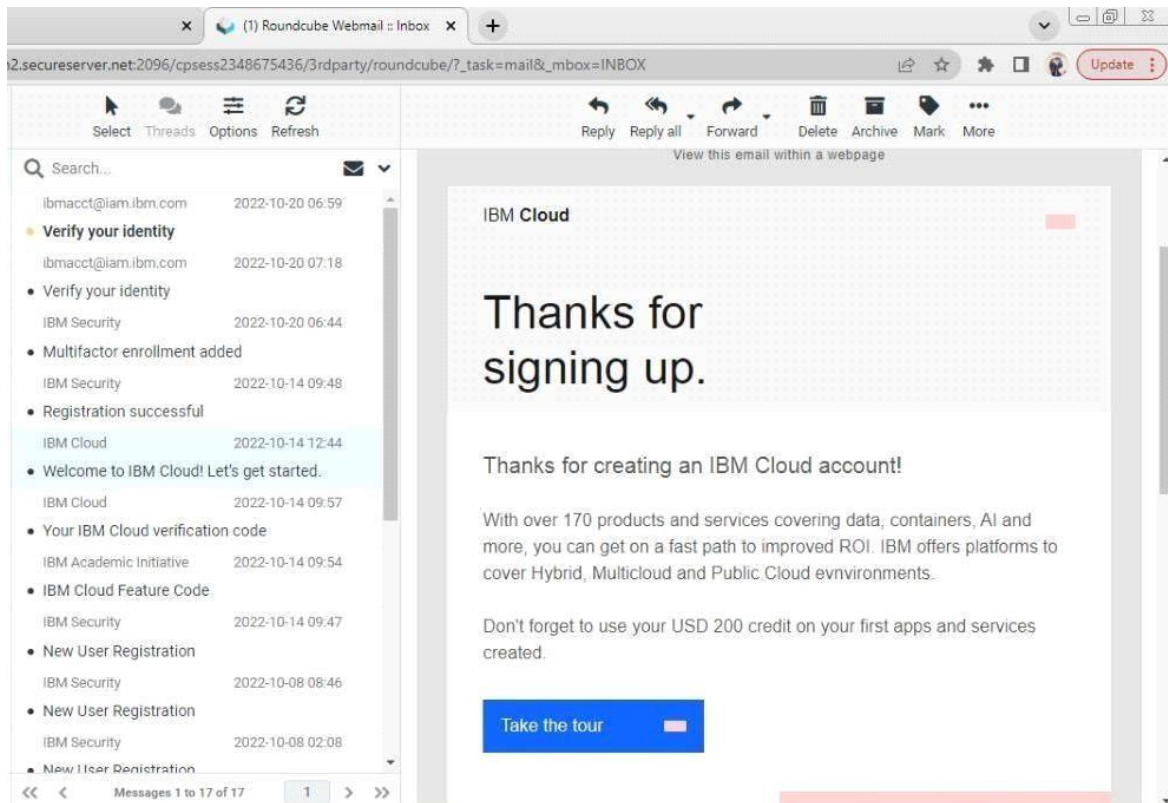 (1) Roundcube Webmail :: Inbox
2.secureserver.net:2096/cpsess2348675436/3rdparty/roundcube/?_task=mail&_mbox=INBOX
Update
Select Threads Options Refresh
Reply Reply all Forward Delete Archive Mark More
Search...
ibmacct@iam.ibm.com 2022-10-20 06:59
Verify your identity
ibmacct@iam.ibm.com 2022-10-20 07:18
Verify your identity
IBM Security 2022-10-20 06:44
Multifactor enrollment added
IBM Security 2022-10-14 09:48
Registration successful
IBM Cloud 2022-10-14 12:44
Welcome to IBM Cloud! Let's get started.
IBM Cloud 2022-10-14 09:57
Your IBM Cloud verification code
IBM Academic Initiative 2022-10-14 09:54
IBM Cloud Feature Code
IBM Security 2022-10-14 09:47
New User Registration
IBM Security 2022-10-08 08:46
New User Registration
IBM Security 2022-10-08 02:08
New User Registration
Messages 1 to 17 of 17 1
View this email within a webpage
IBM Cloud
Thanks for
signing up.
Thanks for creating an IBM Cloud account!
With over 170 products and services covering data, containers, AI and
more, you can get on a fast path to improved ROI. IBM offers platforms to
cover Hybrid, Multicloud and Public Cloud evnvironments.
Don't forget to use your USD 200 credit on your first apps and services
created.
Take the tour